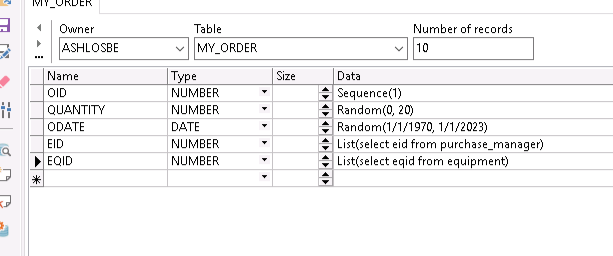 MY_ORDER
Owner Table Number of records
ASHLOSBE MY_ORDER 10
Name Type Size Data
OID NUMBER Sequence(1)
QUANTITY NUMBER Random(0, 20)
ODATE DATE Random(1/1/1970, 1/1/2023)
EID NUMBER List(select eid from purchase_manager)
EQID NUMBER List(select eqid from equipment)